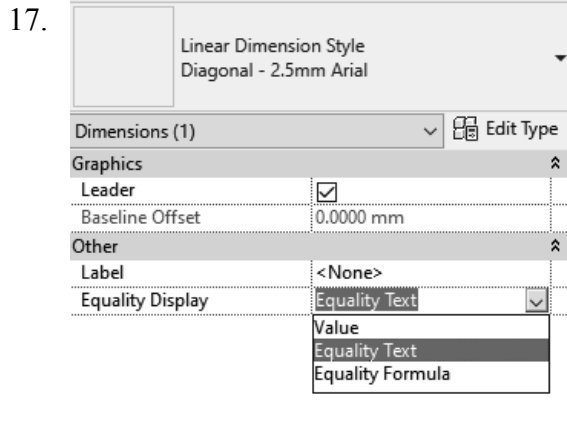 17.
Linear Dimension Style
Diagonal - 2.5mm Arial
Dimensions (1) Edit Type
Graphics
Leader
Baseline Offset 0.0000 mm
Other
Label <None>
Equality Display Equality Text
Value
Equality Text
Equality Formula